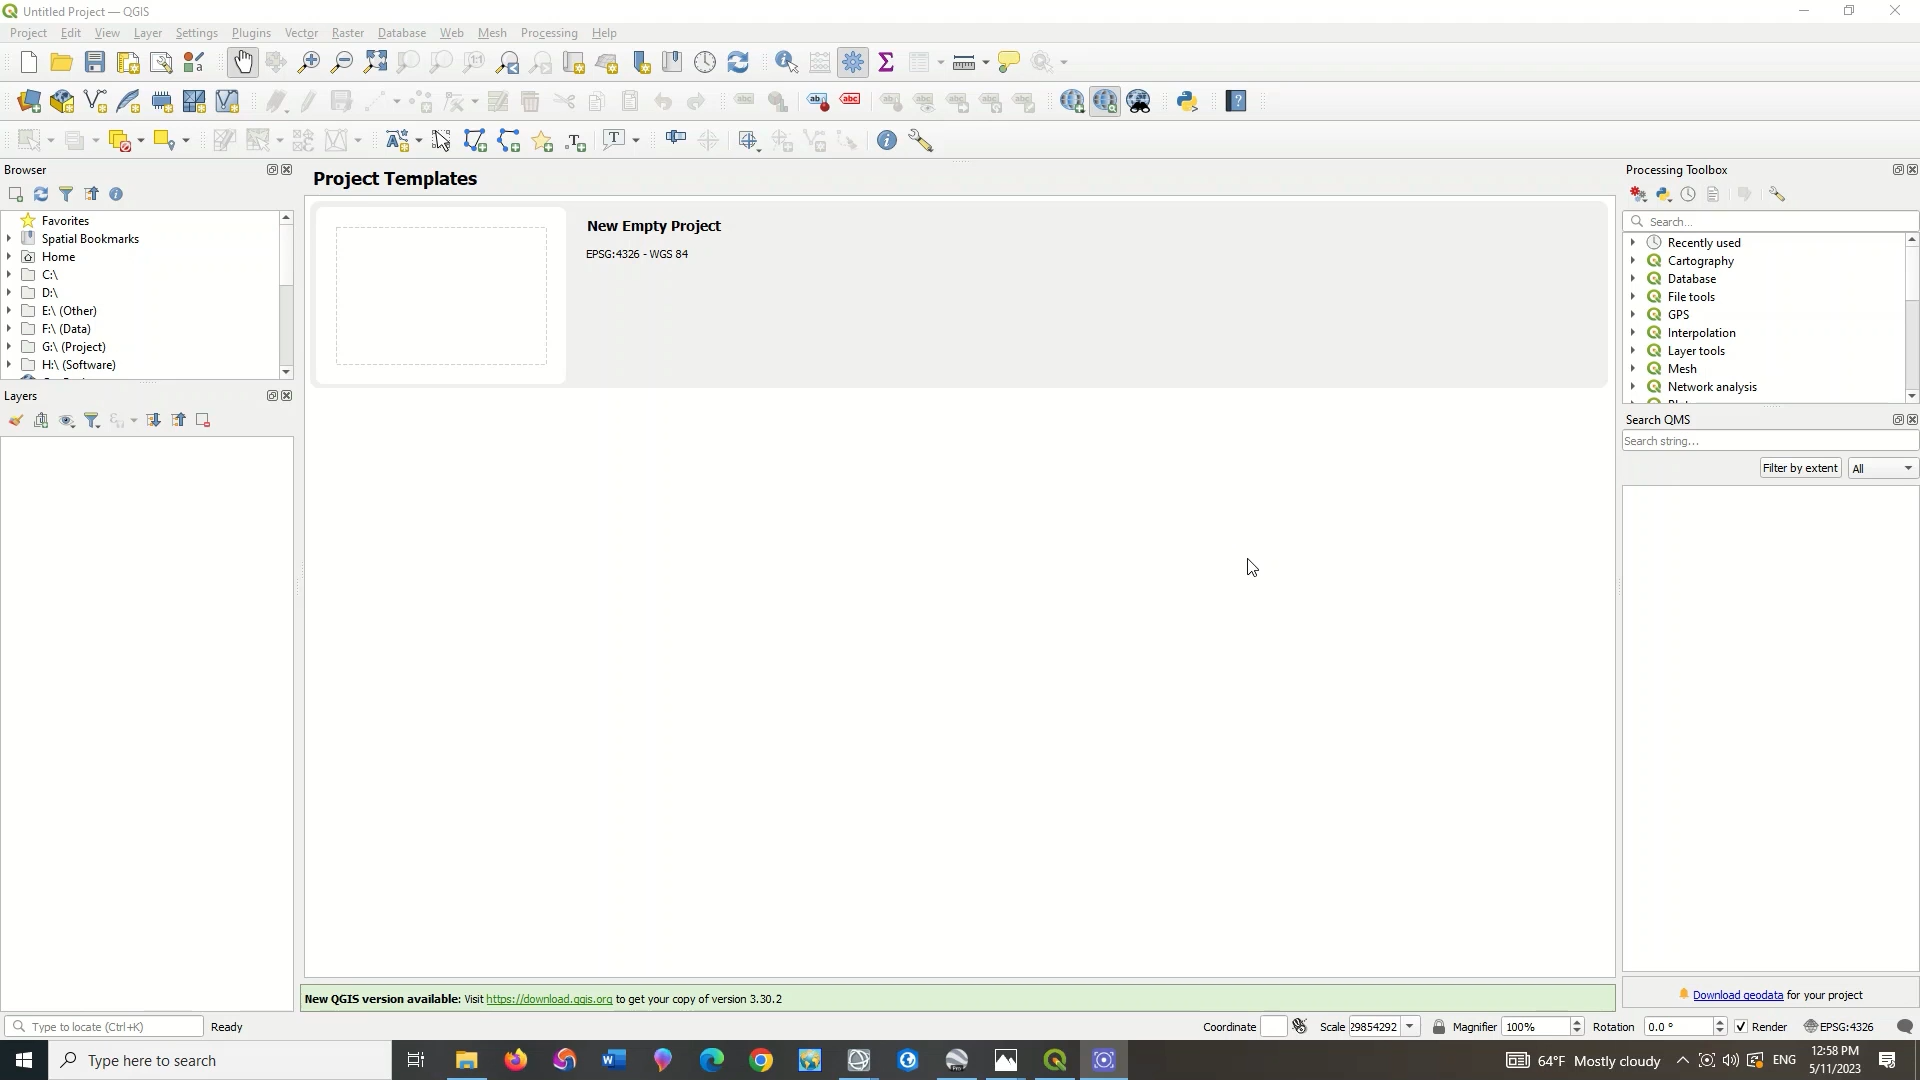 Untitled Project — QGIS
Project Edit View Layer Settings Plugins Vector Raster Database Web Mesh Processing Help
Browser
Favorites
Spatial Bookmarks
Home
C:\
D:\
E:\ (Other)
F:\ (Data)
G:\ (Project)
H:\ (Software)
Layers
Project Templates
New Empty Project
EPSG:4326 - WGS 84
New QGIS version available: Visit https://download.qgis.org to get your copy of version 3.30.2
Processing Toolbox
Search...
Recently used
Cartography
Database
File tools
GPS
Interpolation
Layer tools
Mesh
Network analysis
Search QMS
Search string...
Filter by extent All
Download geodata for your project
Type to locate (Ctrl+K) Ready Coordinate Scale 29854292 Magnifier 100% Rotation 0.0 ° Render EPSG:4326
Type here to search
64°F Mostly cloudy ENG
12:58 PM
5/11/2023